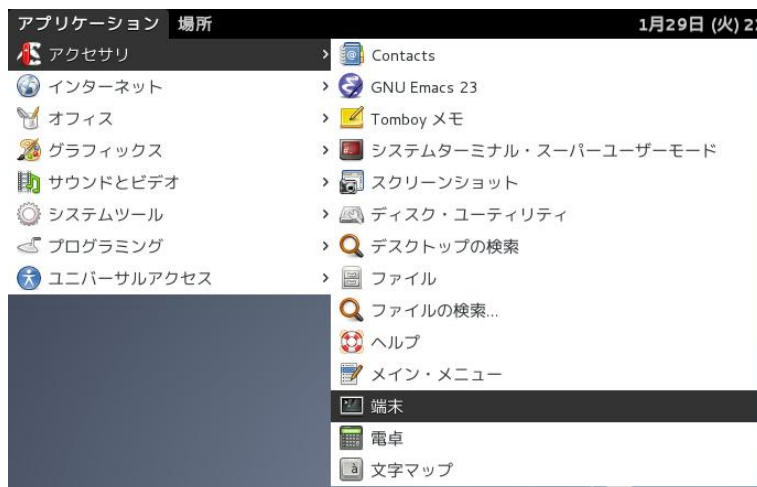 アプリケーション 場所 1月29日 (火)
アクセサリ
インターネット
オフィス
グラフィックス
サウンドとビデオ
システムツール
プログラミング
ユニバーサルアクセス
Contacts
GNU Emacs 23
Tomboy メモ
システムターミナル・スーパーユーザーモード
スクリーンショット
ディスク・ユーティリティ
デスクトップの検索
ファイル
ファイルの検索...
ヘルプ
メイン・メニュー
端末
電卓
文字マップ